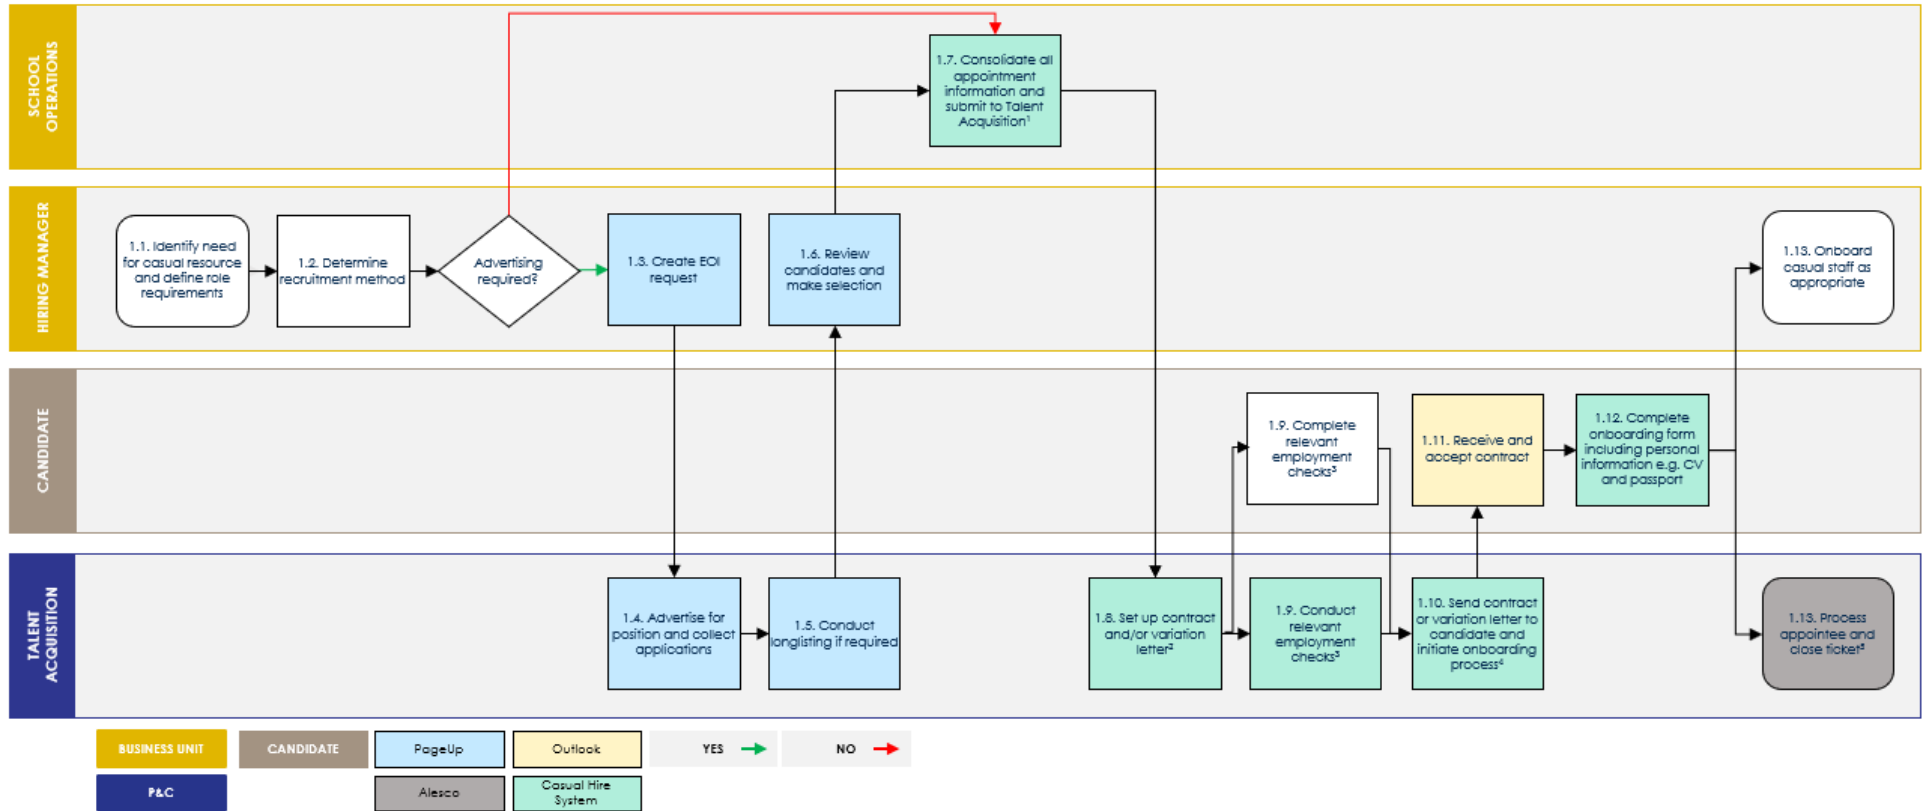 SCHOOL
OPERATIONS
1.7. Consolidate all
appointment
information and
submit to Talent
Acquisition¹
HIRING MANAGER
1.1. Identify need
for casual resource
and define role
requirements
1.2. Determine
recruitment method
Advertising
required?
1.3. Create EOI
request
1.6. Review
candidates and
make selection
1.13. Onboard
casual staff as
appropriate
CANDIDATE
1.9. Complete
relevant
employment
checks³
1.11. Receive and
accept contract
1.12. Complete
onboarding form
including personal
information e.g. CV
and passport
TALENT
ACQUISITION
1.4. Advertise for
position and collect
applications
1.5. Conduct
longlisting if required
1.8. Set up contract
and/or variation
letter²
1.9. Conduct
relevant
employment
checks³
1.10. Send contract
or variation letter to
candidate and
initiate onboarding
process⁴
1.13. Process
appointee and
close ticket⁵
BUSINESS UNIT
CANDIDATE
PageUp
Outlook
YES
NO
P&C
Alesco
Casual Hire
System